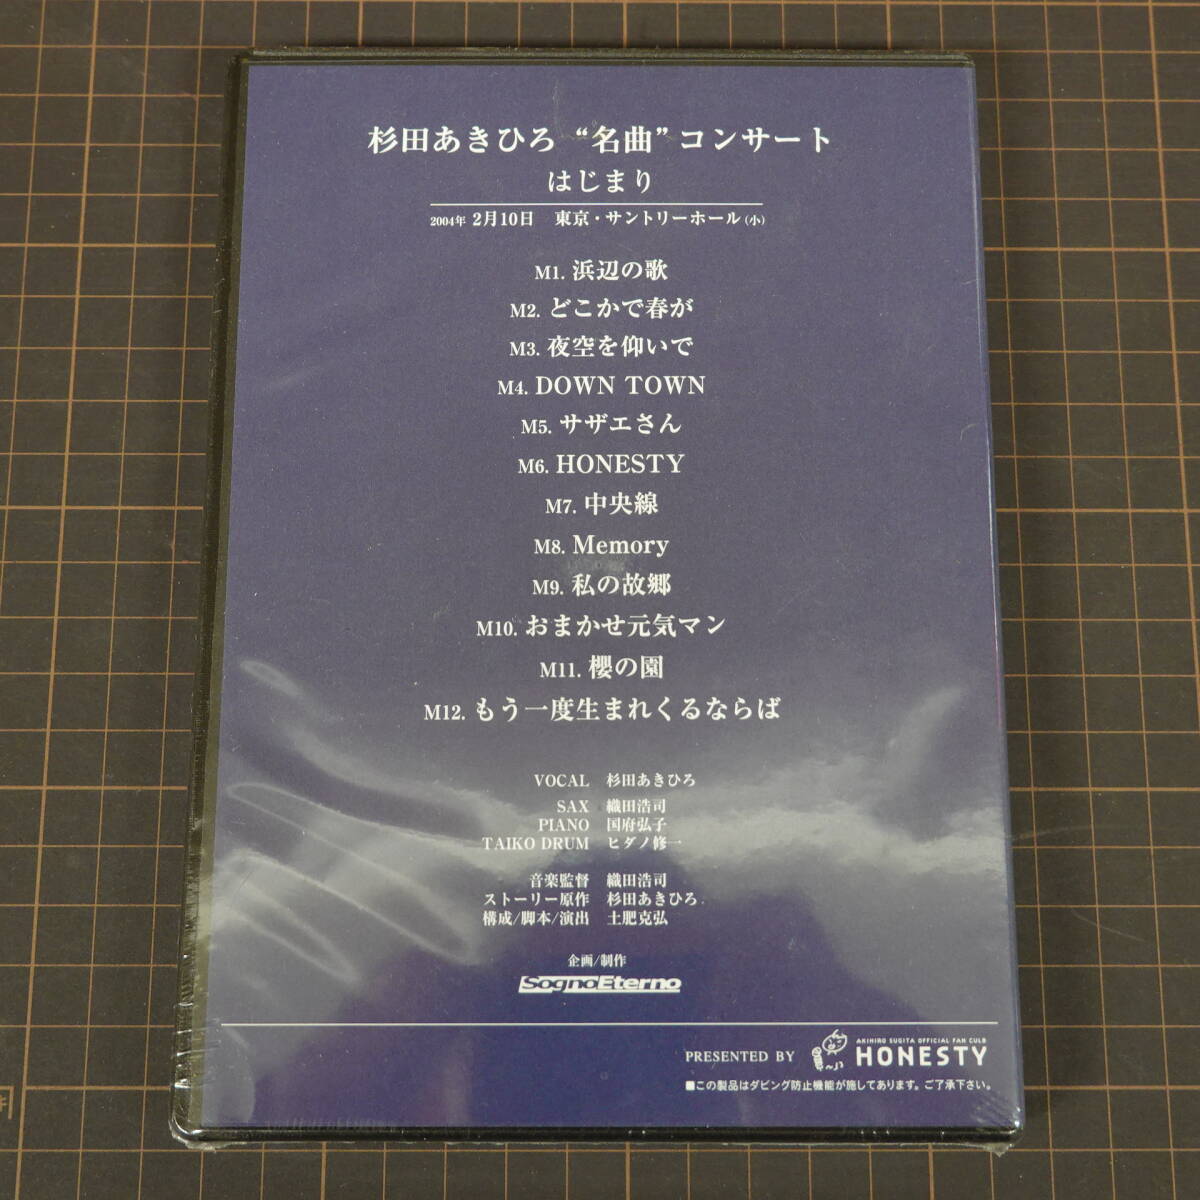 杉田あきひろ “名曲” コンサート
はじまり
2004年 2月10日　東京・サントリーホール(小)
M1. 浜辺の歌
M2. どこかで春が
M3. 夜空を仰いで
M4. DOWN TOWN
M5. サザエさん
M6. HONESTY
M7. 中央線
M8. Memory
M9. 私の故郷
M10. おまかせ元気マン
M11. 櫻の園
M12. もう一度生まれくるならば
VOCAL 杉田あきひろ
SAX 織田浩司
PIANO 国府弘子
TAIKO DRUM ヒダノ修一
音楽監督 織田浩司
ストーリー原作 杉田あきひろ
構成/脚本/演出 土肥克弘
企画/制作
SognoEterno
PRESENTED BY
AKIHIRO SUGITA OFFICIAL FAN CULB
HONESTY
■この製品はダビング防止機能が施してあります。ご了承下さい。